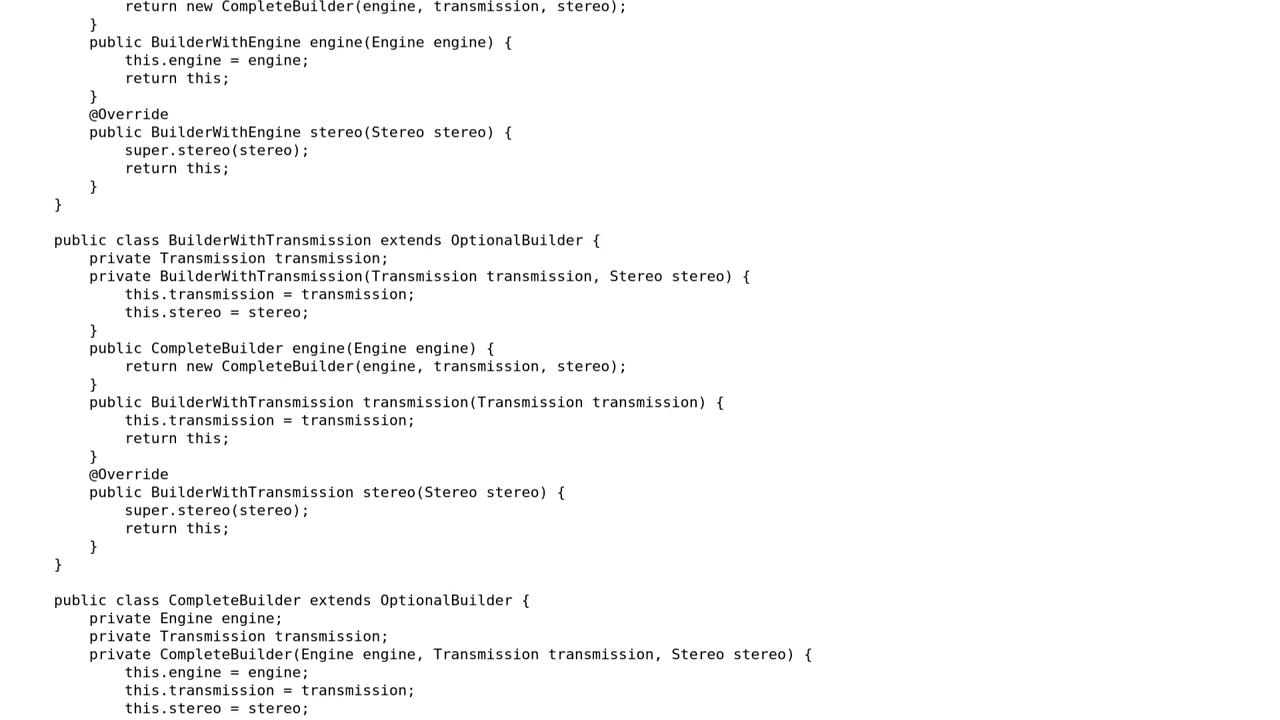 return new CompleteBuilder(engine, transmission, stereo);
}
public BuilderWithEngine engine(Engine engine) {
this.engine = engine;
return this;
}
@Override
public BuilderWithEngine stereo(Stereo stereo) {
super.stereo(stereo);
return this;
}
}
public class BuilderWithTransmission extends OptionalBuilder {
private Transmission transmission;
private BuilderWithTransmission(Transmission transmission, Stereo stereo) {
this.transmission = transmission;
this.stereo = stereo;
}
public CompleteBuilder engine(Engine engine) {
return new CompleteBuilder(engine, transmission, stereo);
}
public BuilderWithTransmission transmission(Transmission transmission) {
this.transmission = transmission;
return this;
}
@Override
public BuilderWithTransmission stereo(Stereo stereo) {
super.stereo(stereo);
return this;
}
}
public class CompleteBuilder extends OptionalBuilder {
private Engine engine;
private Transmission transmission;
private CompleteBuilder(Engine engine, Transmission transmission, Stereo stereo) {
this.engine = engine;
this.transmission = transmission;
this.stereo = stereo;